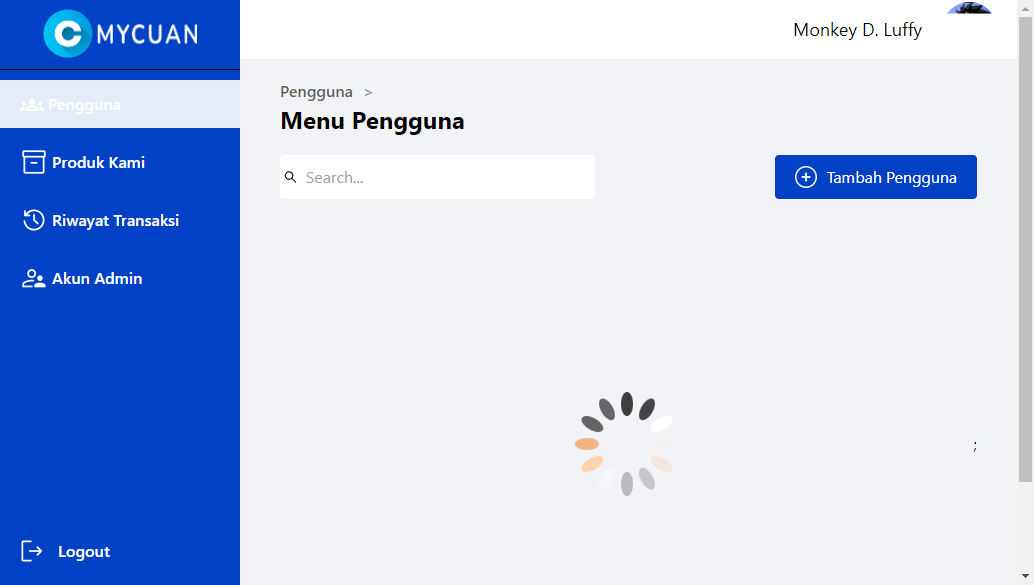 MYCUAN
Monkey D. Luffy
Pengguna
Produk Kami
Riwayat Transaksi
Akun Admin
Logout
Pengguna >
Menu Pengguna
Search...
Tambah Pengguna
;